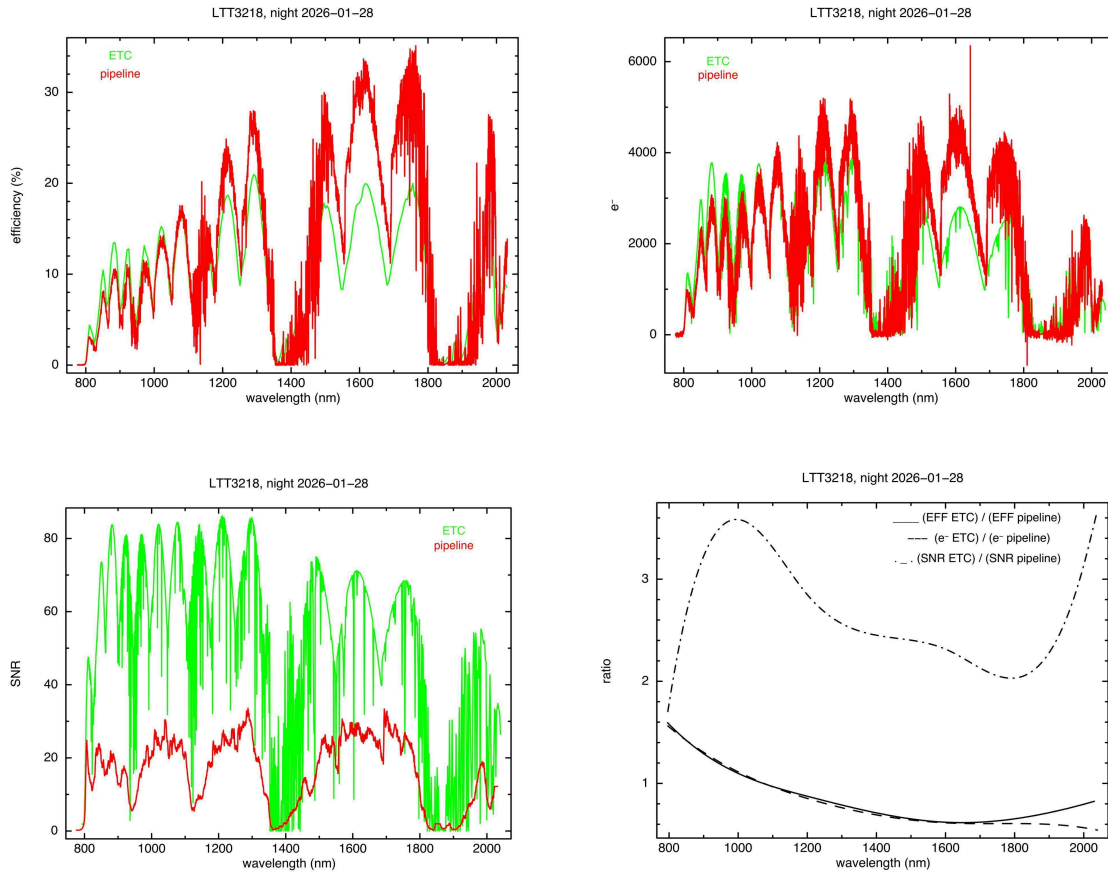 LTT3218, night 2026−01−28
ETC
pipeline
efficiency (%)
30
20
10
0
800 1000 1200 1400 1600 1800 2000
wavelength (nm)
LTT3218, night 2026−01−28
ETC
pipeline
e⁻
6000
4000
2000
0
800 1000 1200 1400 1600 1800 2000
wavelength (nm)
LTT3218, night 2026−01−28
ETC
pipeline
SNR
80
60
40
20
0
800 1000 1200 1400 1600 1800 2000
wavelength (nm)
LTT3218, night 2026−01−28
(EFF ETC) / (EFF pipeline)
(e⁻ ETC) / (e⁻ pipeline)
(SNR ETC) / (SNR pipeline)
ratio
3
2
1
800 1000 1200 1400 1600 1800 2000
wavelength (nm)